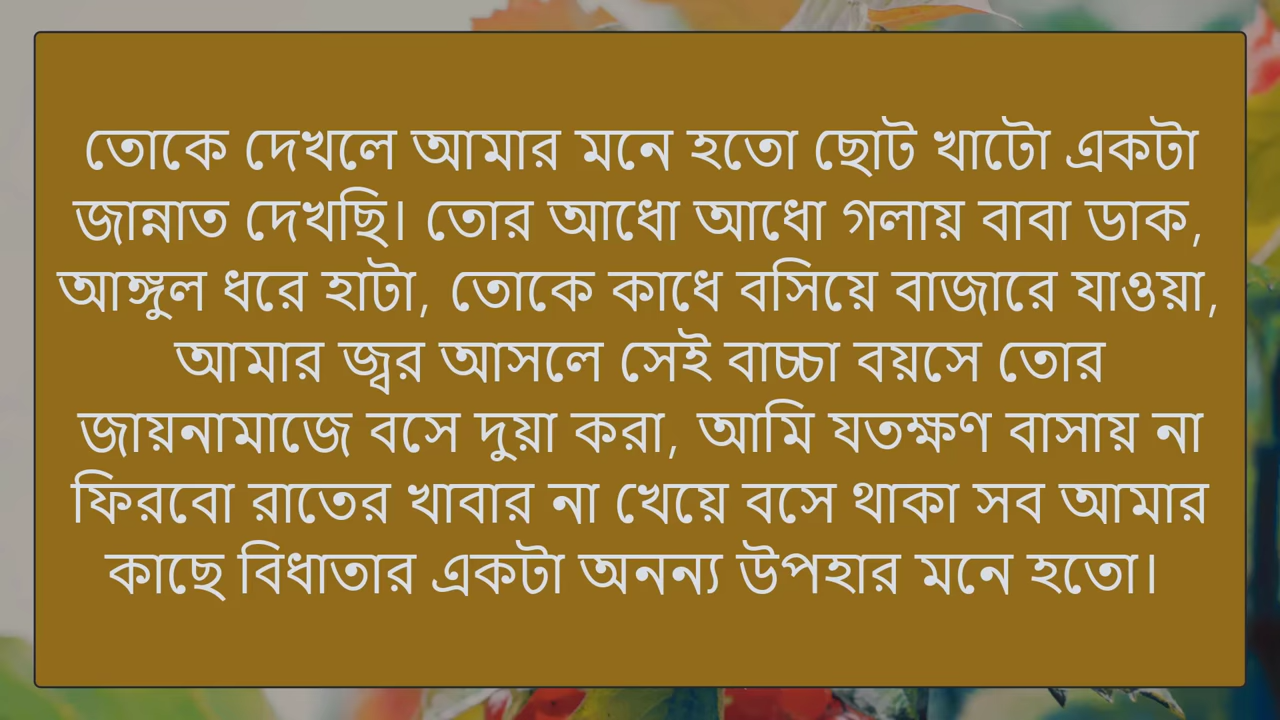 তোকে দেখলে আমার মনে হতো ছোট খাটো একটা
জান্নাত দেখছি। তোর আধো আধো গলায় বাবা ডাক,
আঙ্গুল ধরে হাটা, তোকে কাধে বসিয়ে বাজারে যাওয়া,
আমার জ্বর আসলে সেই বাচ্চা বয়সে তোর
জায়নামাজে বসে দুয়া করা, আমি যতক্ষণ বাসায় না
ফিরবো রাতের খাবার না খেয়ে বসে থাকা সব আমার
কাছে বিধাতার একটা অনন্য উপহার মনে হতো।